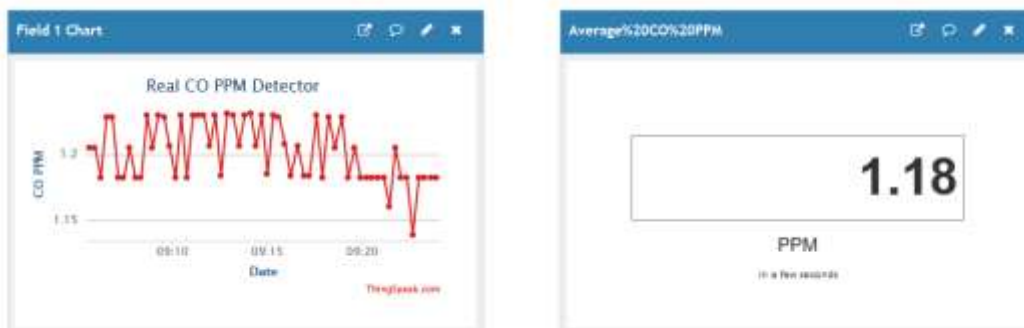 Field 1 Chart
Real CO PPM Detector
CO PPM
1.2
1.15
09:10 09:15 09:20
Date
ThingSpeak.com
Average%20CO%20PPM
1.18
PPM
in a few seconds